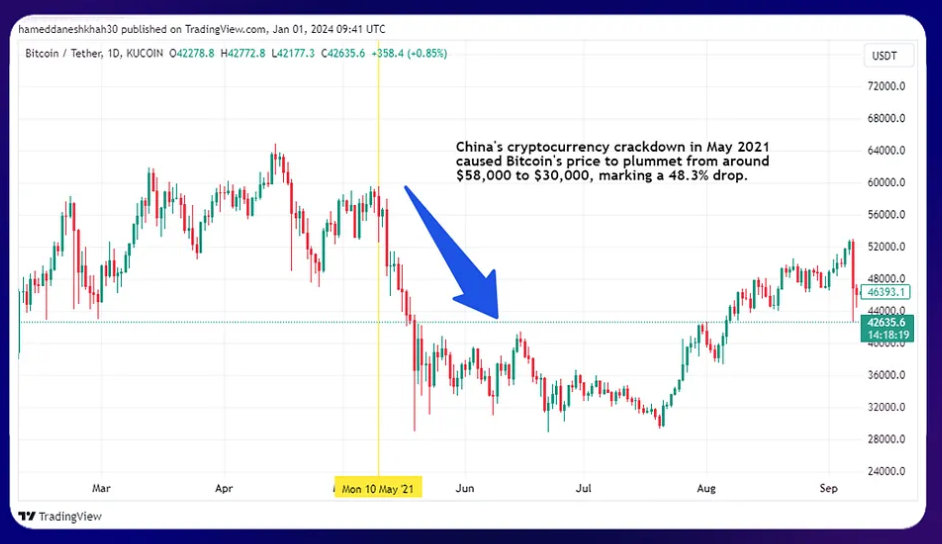 hameddaneshkhah30 published on TradingView.com, Jan 01, 2024 09:41 UTC
Bitcoin / Tether, 1D, KUCOIN O42278.8 H42772.8 L42177.3 C42635.6 +358.4 (+0.85%)
USDT
72000.0
68000.0
China's cryptocurrency crackdown in May 2021
caused Bitcoin's price to plummet from around
$58,000 to $30,000, marking a 48.3% drop.
64000.0
60000.0
56000.0
52000.0
48000.0
46393.1
44000.0
42635.6
14:18:19
40000.0
36000.0
32000.0
28000.0
24000.0
Mar Apr Mon 10 May '21 Jun Jul Aug Sep
TradingView